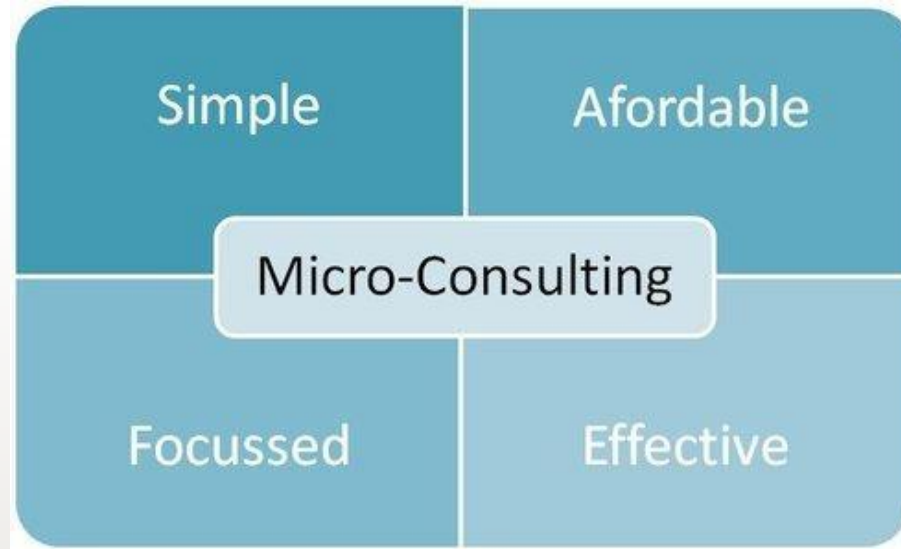 Simple
Afordable
Micro-Consulting
Focussed
Effective